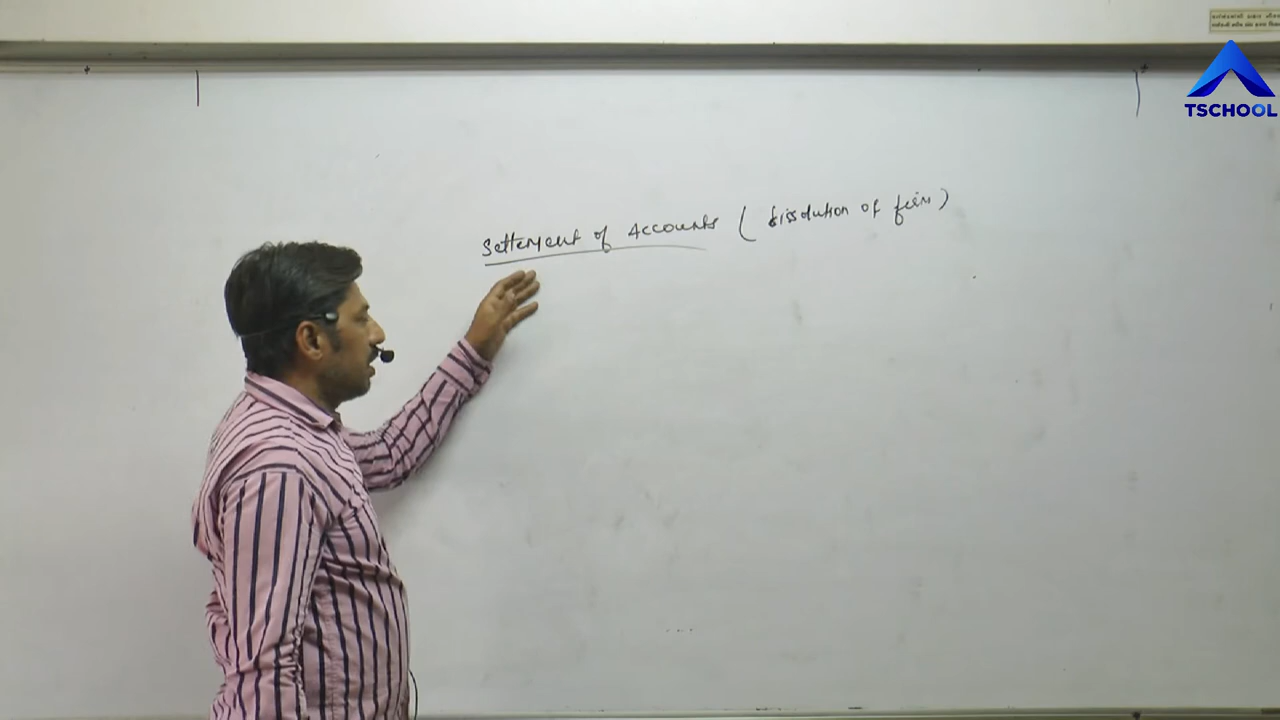 TSCHOOL
Settlement of Accounts ( dissolution of firm )